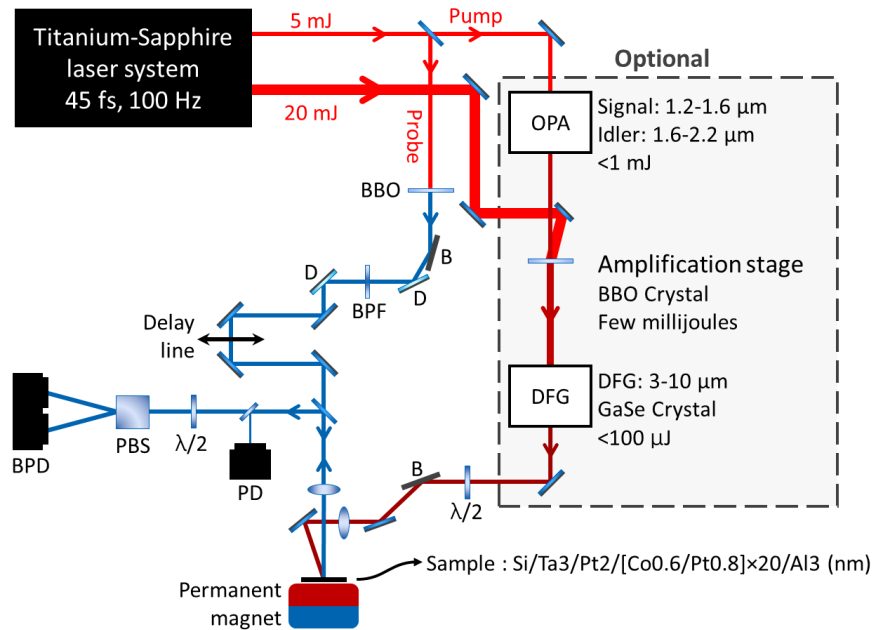 Titanium-Sapphire
laser system
45 fs, 100 Hz
5 mJ
Pump
20 mJ
Probe
Optional
OPA
Signal: 1.2-1.6 µm
Idler: 1.6-2.2 µm
<1 mJ
BBO
B
D
D
BPF
Amplification stage
BBO Crystal
Few millijoules
Delay
line
DFG
DFG: 3-10 µm
GaSe Crystal
<100 µJ
BPD
PBS
λ/2
PD
B
λ/2
Sample : Si/Ta3/Pt2/[Co0.6/Pt0.8]×20/Al3 (nm)
Permanent
magnet